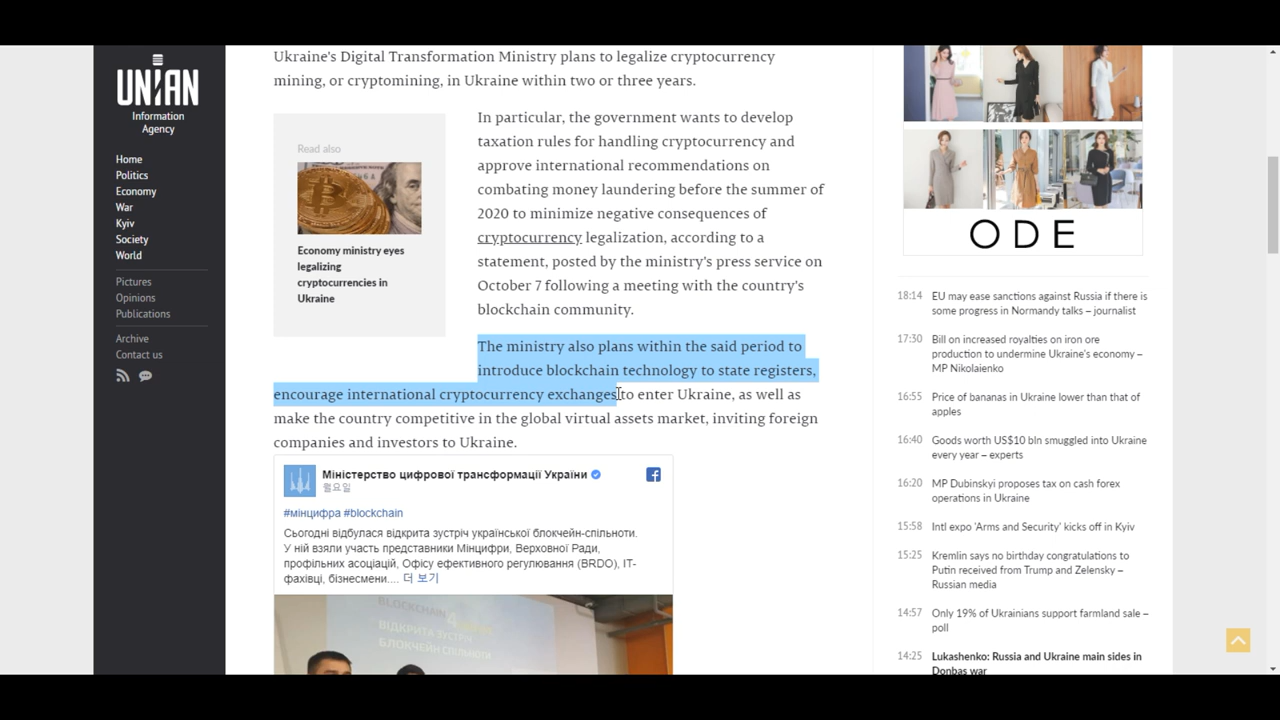 UNIAN
Information
Agency
Home
Politics
Economy
War
Kyiv
Society
World
Pictures
Opinions
Publications
Archive
Contact us
Ukraine's Digital Transformation Ministry plans to legalize cryptocurrency
mining, or cryptomining, in Ukraine within two or three years.
Read also
Economy ministry eyes
legalizing
cryptocurrencies in
Ukraine
In particular, the government wants to develop
taxation rules for handling cryptocurrency and
approve international recommendations on
combating money laundering before the summer of
2020 to minimize negative consequences of
cryptocurrency legalization, according to a
statement, posted by the ministry's press service on
October 7 following a meeting with the country's
blockchain community.
The ministry also plans within the said period to
introduce blockchain technology to state registers,
encourage international cryptocurrency exchanges to enter Ukraine, as well as
make the country competitive in the global virtual assets market, inviting foreign
companies and investors to Ukraine.
Міністерство цифрової трансформації України
월요일
#мінцифра #blockchain
Сьогодні відбулася відкрита зустріч української блокчейн-спільноти.
У ній взяли участь представники Мінцифри, Верховної Ради,
профільних асоціацій, Офісу ефективного регулювання (BRDO), ІТ-
фахівці, бізнесмени.... 더 보기
BLOCKCHAIN
ВІДКРИТА ЗУСТРІЧ
БЛОКЧЕЙН СПІЛЬНОТИ
ODE
18:14 EU may ease sanctions against Russia if there is
some progress in Normandy talks – journalist
17:30 Bill on increased royalties on iron ore
production to undermine Ukraine's economy –
MP Nikolaienko
16:55 Price of bananas in Ukraine lower than that of
apples
16:40 Goods worth US$10 bln smuggled into Ukraine
every year – experts
16:20 MP Dubinskyi proposes tax on cash forex
operations in Ukraine
15:58 Intl expo 'Arms and Security' kicks off in Kyiv
15:25 Kremlin says no birthday congratulations to
Putin received from Trump and Zelensky –
Russian media
14:57 Only 19% of Ukrainians support farmland sale –
poll
14:25 Lukashenko: Russia and Ukraine main sides in
Donbas war